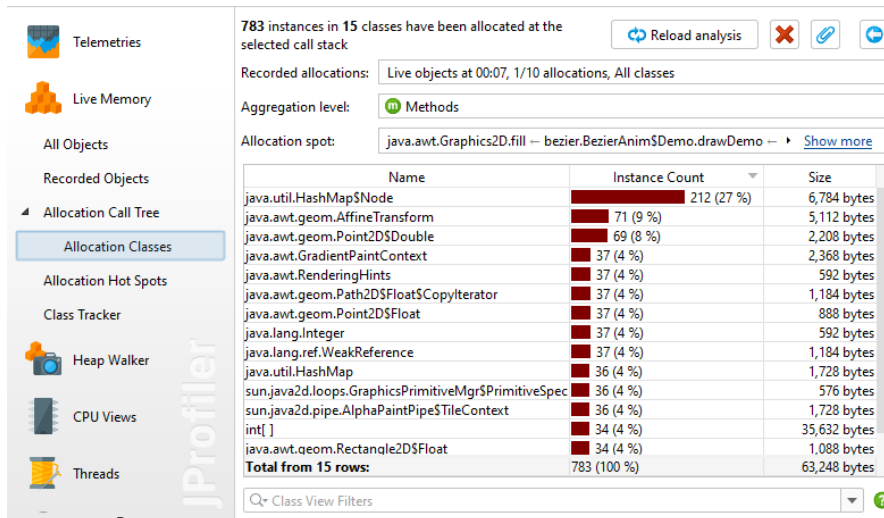 Telemetries
Live Memory
All Objects
Recorded Objects
Allocation Call Tree
Allocation Classes
Allocation Hot Spots
Class Tracker
Heap Walker
CPU Views
Threads
JProfiler
783 instances in 15 classes have been allocated at the
selected call stack
Reload analysis
Recorded allocations: Live objects at 00:07, 1/10 allocations, All classes
Aggregation level: m Methods
Allocation spot: java.awt.Graphics2D.fill ← bezier.BezierAnim$Demo.drawDemo ← Show more
Name Instance Count Size
java.util.HashMap$Node 212 (27 %) 6,784 bytes
java.awt.geom.AffineTransform 71 (9 %) 5,112 bytes
java.awt.geom.Point2D$Double 69 (8 %) 2,208 bytes
java.awt.GradientPaintContext 37 (4 %) 2,368 bytes
java.awt.RenderingHints 37 (4 %) 592 bytes
java.awt.geom.Path2D$Float$CopyIterator 37 (4 %) 1,184 bytes
java.awt.geom.Point2D$Float 37 (4 %) 888 bytes
java.lang.Integer 37 (4 %) 592 bytes
java.lang.ref.WeakReference 37 (4 %) 1,184 bytes
java.util.HashMap 36 (4 %) 1,728 bytes
sun.java2d.loops.GraphicsPrimitiveMgr$PrimitiveSpec 36 (4 %) 576 bytes
sun.java2d.pipe.AlphaPaintPipe$TileContext 36 (4 %) 1,728 bytes
int[ ] 34 (4 %) 35,632 bytes
java.awt.geom.Rectangle2D$Float 34 (4 %) 1,088 bytes
Total from 15 rows: 783 (100 %) 63,248 bytes
Class View Filters
?